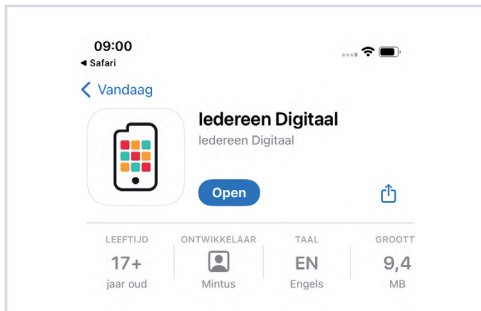 09:00
◀ Safari
Vandaag
Iedereen Digitaal
Iedereen Digitaal
Open
LEEFTIJD ONTWIKKELAAR TAAL GROOTT
17+ EN 9,4
jaar oud Mintus Engels MB